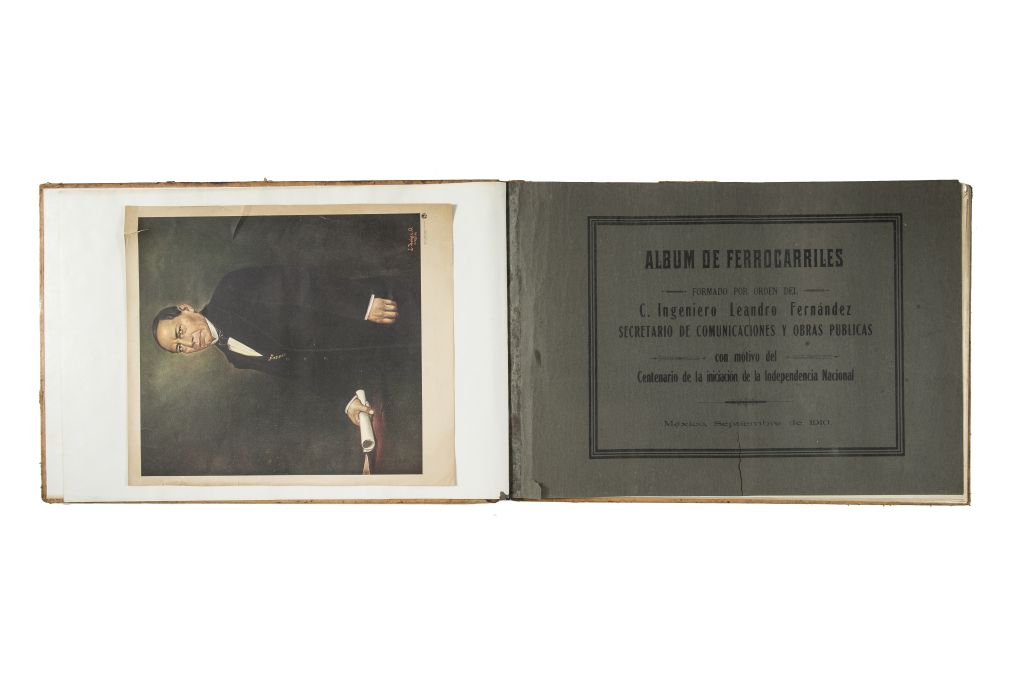 ALBUM DE FERROCARRILES
FORMADO POR ORDEN DEL
C. Ingeniero Leandro Fernández
SECRETARIO DE COMUNICACIONES Y OBRAS PUBLICAS
con motivo del
Centenario de la iniciación de la Independencia Nacional
México, Septiembre de 1910.